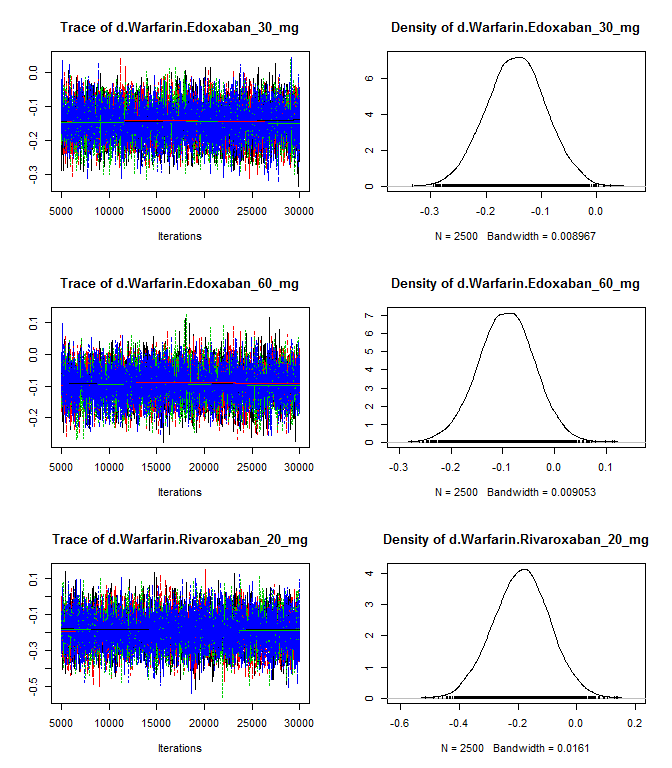 Trace of d.Warfarin.Edoxaban_30_mg
0.0
-0.1
-0.2
-0.3
5000 10000 15000 20000 25000 30000
Iterations
Density of d.Warfarin.Edoxaban_30_mg
6
4
2
0
-0.3 -0.2 -0.1 0.0
N = 2500 Bandwidth = 0.008967
Trace of d.Warfarin.Edoxaban_60_mg
0.1
0.0
-0.1
-0.2
5000 10000 15000 20000 25000 30000
Iterations
Density of d.Warfarin.Edoxaban_60_mg
7
6
5
4
3
2
1
0
-0.3 -0.2 -0.1 0.0 0.1
N = 2500 Bandwidth = 0.009053
Trace of d.Warfarin.Rivaroxaban_20_mg
0.1
-0.1
-0.3
-0.5
5000 10000 15000 20000 25000 30000
Iterations
Density of d.Warfarin.Rivaroxaban_20_mg
4
3
2
1
0
-0.6 -0.4 -0.2 0.0 0.2
N = 2500 Bandwidth = 0.0161